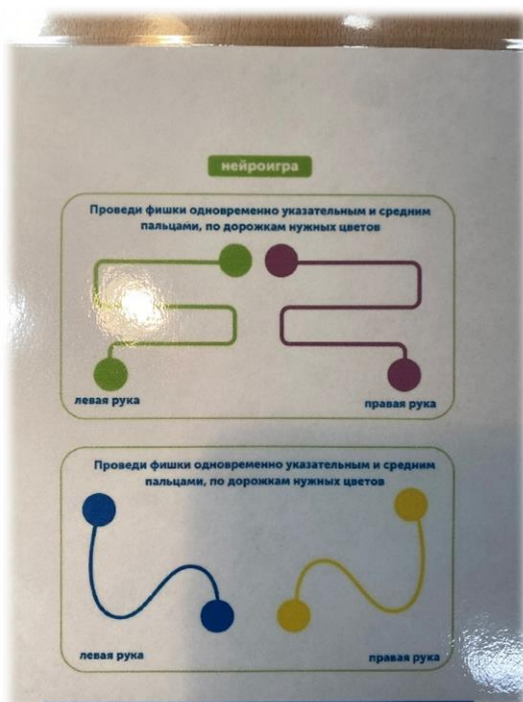 нейроигра
Проведи фишки одновременно указательным и средним
пальцами, по дорожкам нужных цветов
левая рука
правая рука
Проведи фишки одновременно указательным и средним
пальцами, по дорожкам нужных цветов
левая рука
правая рука